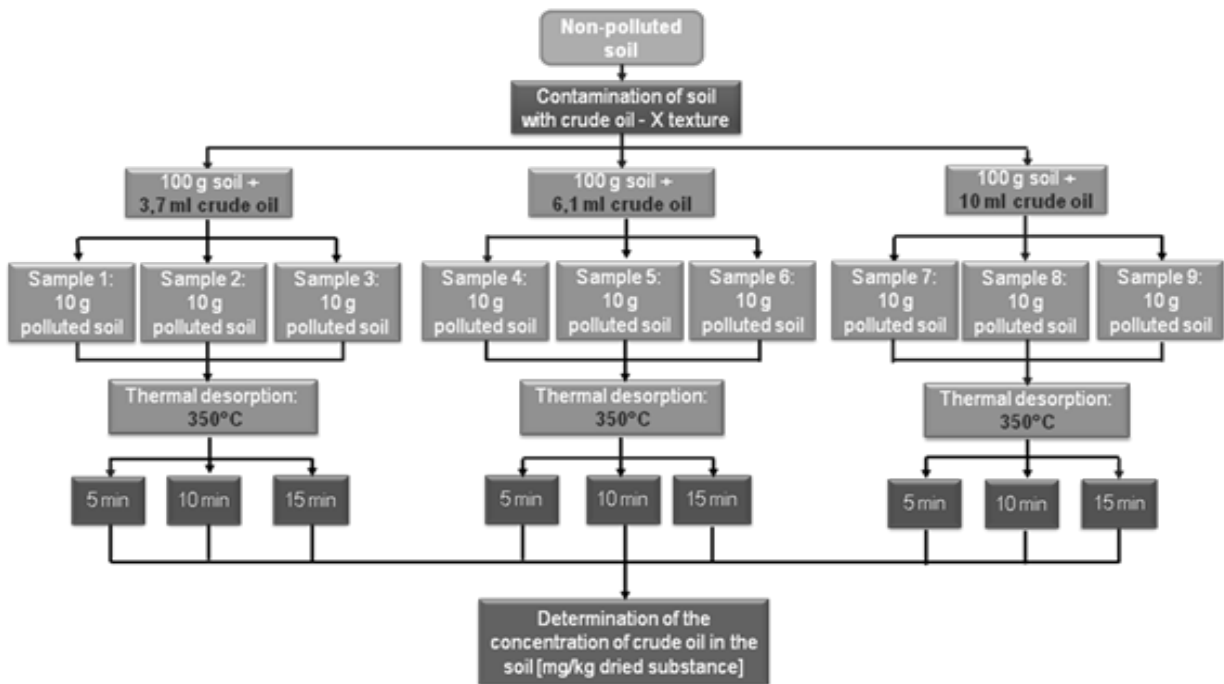 Non-polluted
soil
Contamination of soil
with crude oil - X texture
100 g soil +
3,7 ml crude oil
100 g soil +
6,1 ml crude oil
100 g soil +
10 ml crude oil
Sample 1:
10 g
polluted soil
Sample 2:
10 g
polluted soil
Sample 3:
10 g
polluted soil
Sample 4:
10 g
polluted soil
Sample 5:
10 g
polluted soil
Sample 6:
10 g
polluted soil
Sample 7:
10 g
polluted soil
Sample 8:
10 g
polluted soil
Sample 9:
10 g
polluted soil
Thermal desorption:
350°C
Thermal desorption:
350°C
Thermal desorption:
350°C
5 min
10 min
15 min
5 min
10 min
15 min
5 min
10 min
15 min
Determination of the
concentration of crude oil in the
soil [mg/kg dried substance]